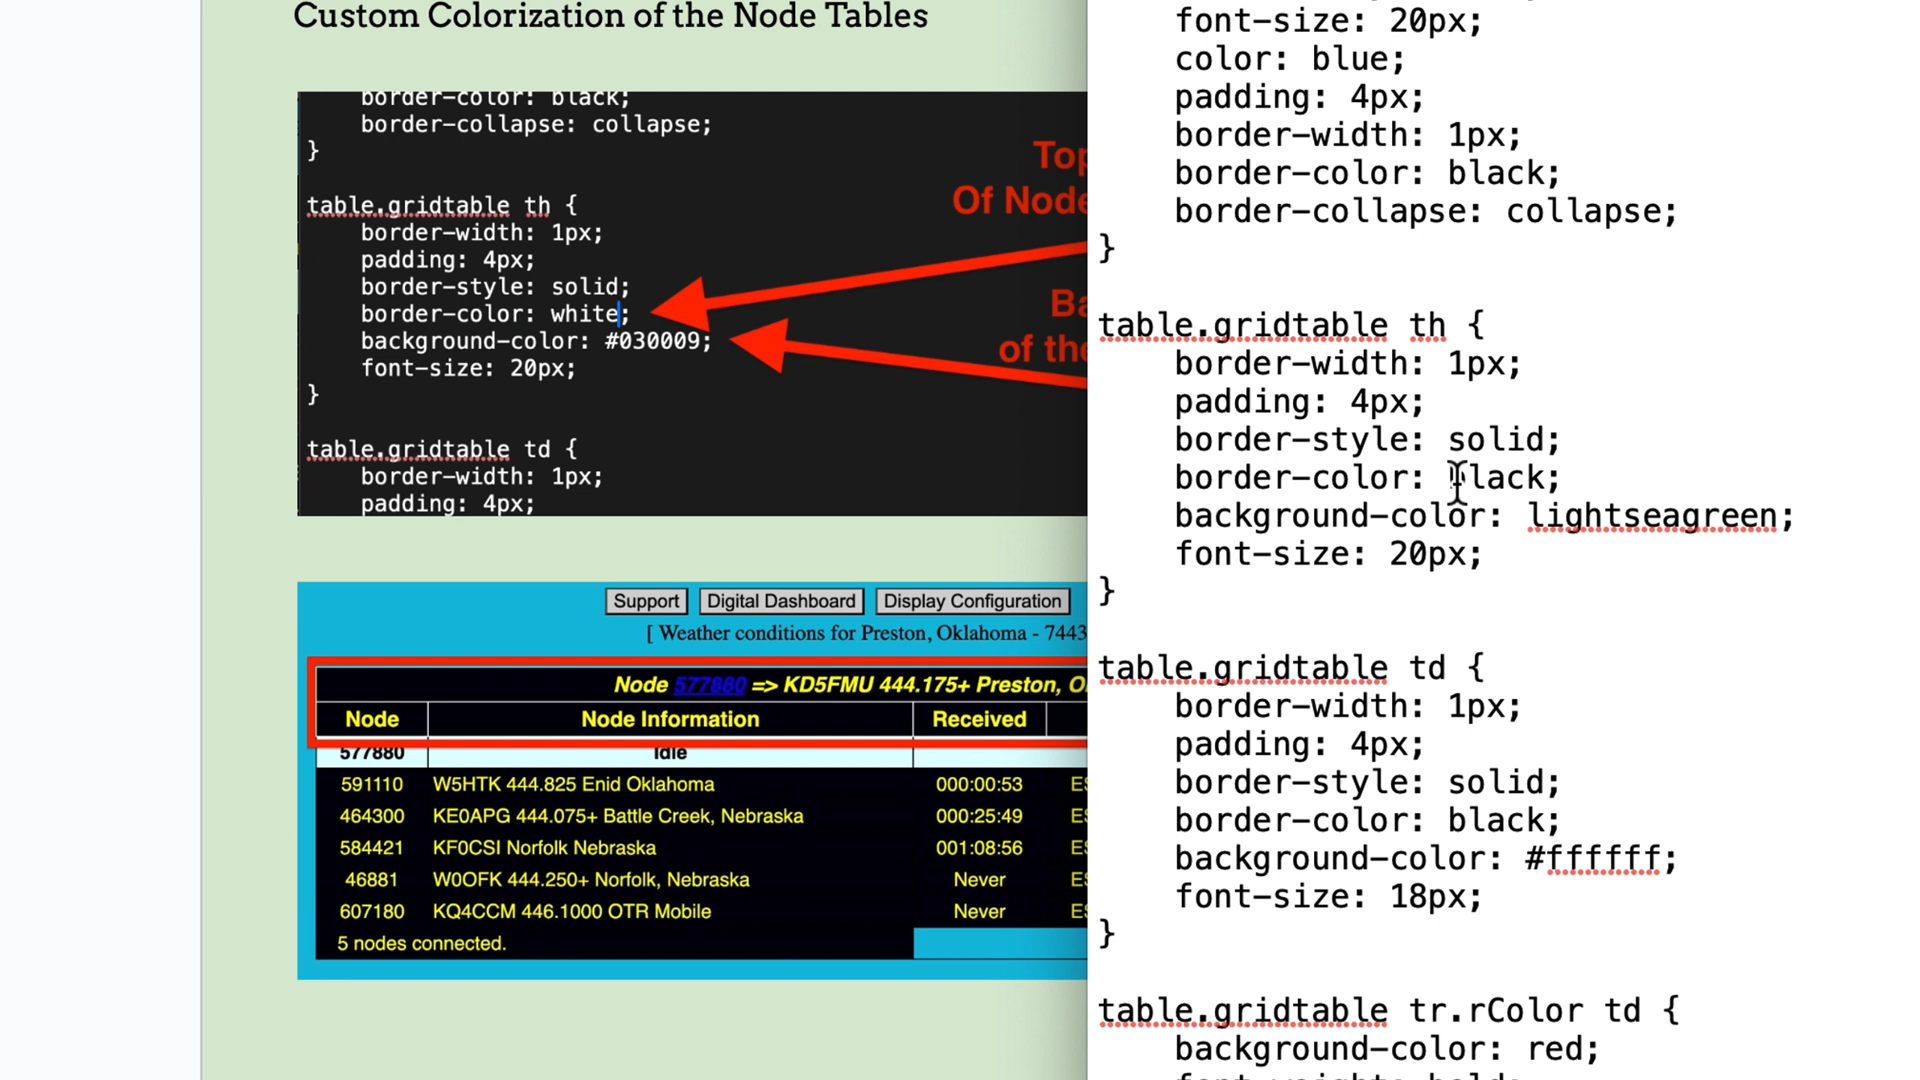 Custom Colorization of the Node Tables
border-color: black;
border-collapse: collapse;
}
table.gridtable th {
border-width: 1px;
padding: 4px;
border-style: solid;
border-color: white;
background-color: #030009;
font-size: 20px;
}
table.gridtable td {
border-width: 1px;
padding: 4px;
Top
Of Node
Ba
of the
Support
Digital Dashboard
Display Configuration
[ Weather conditions for Preston, Oklahoma - 7443
Node 577880 => KD5FMU 444.175+ Preston, O
Node Node Information Received
577880 Idle
591110 W5HTK 444.825 Enid Oklahoma 000:00:53 ES
464300 KE0APG 444.075+ Battle Creek, Nebraska 000:25:49 ES
584421 KF0CSI Norfolk Nebraska 001:08:56 ES
46881 W0OFK 444.250+ Norfolk, Nebraska Never ES
607180 KQ4CCM 446.1000 OTR Mobile Never ES
5 nodes connected.
font-size: 20px;
color: blue;
padding: 4px;
border-width: 1px;
border-color: black;
border-collapse: collapse;
}
table.gridtable th {
border-width: 1px;
padding: 4px;
border-style: solid;
border-color: black;
background-color: lightseagreen;
font-size: 20px;
}
table.gridtable td {
border-width: 1px;
padding: 4px;
border-style: solid;
border-color: black;
background-color: #ffffff;
font-size: 18px;
}
table.gridtable tr.rColor td {
background-color: red;